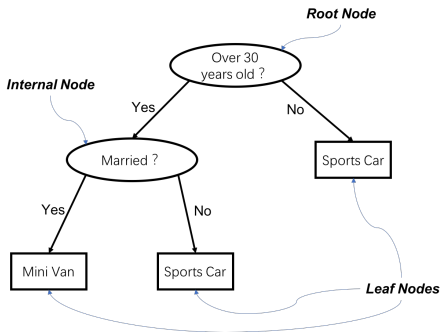 Root Node
Over 30
years old ?
Internal Node
Yes
No
Married ?
Sports Car
Yes
No
Mini Van
Sports Car
Leaf Nodes